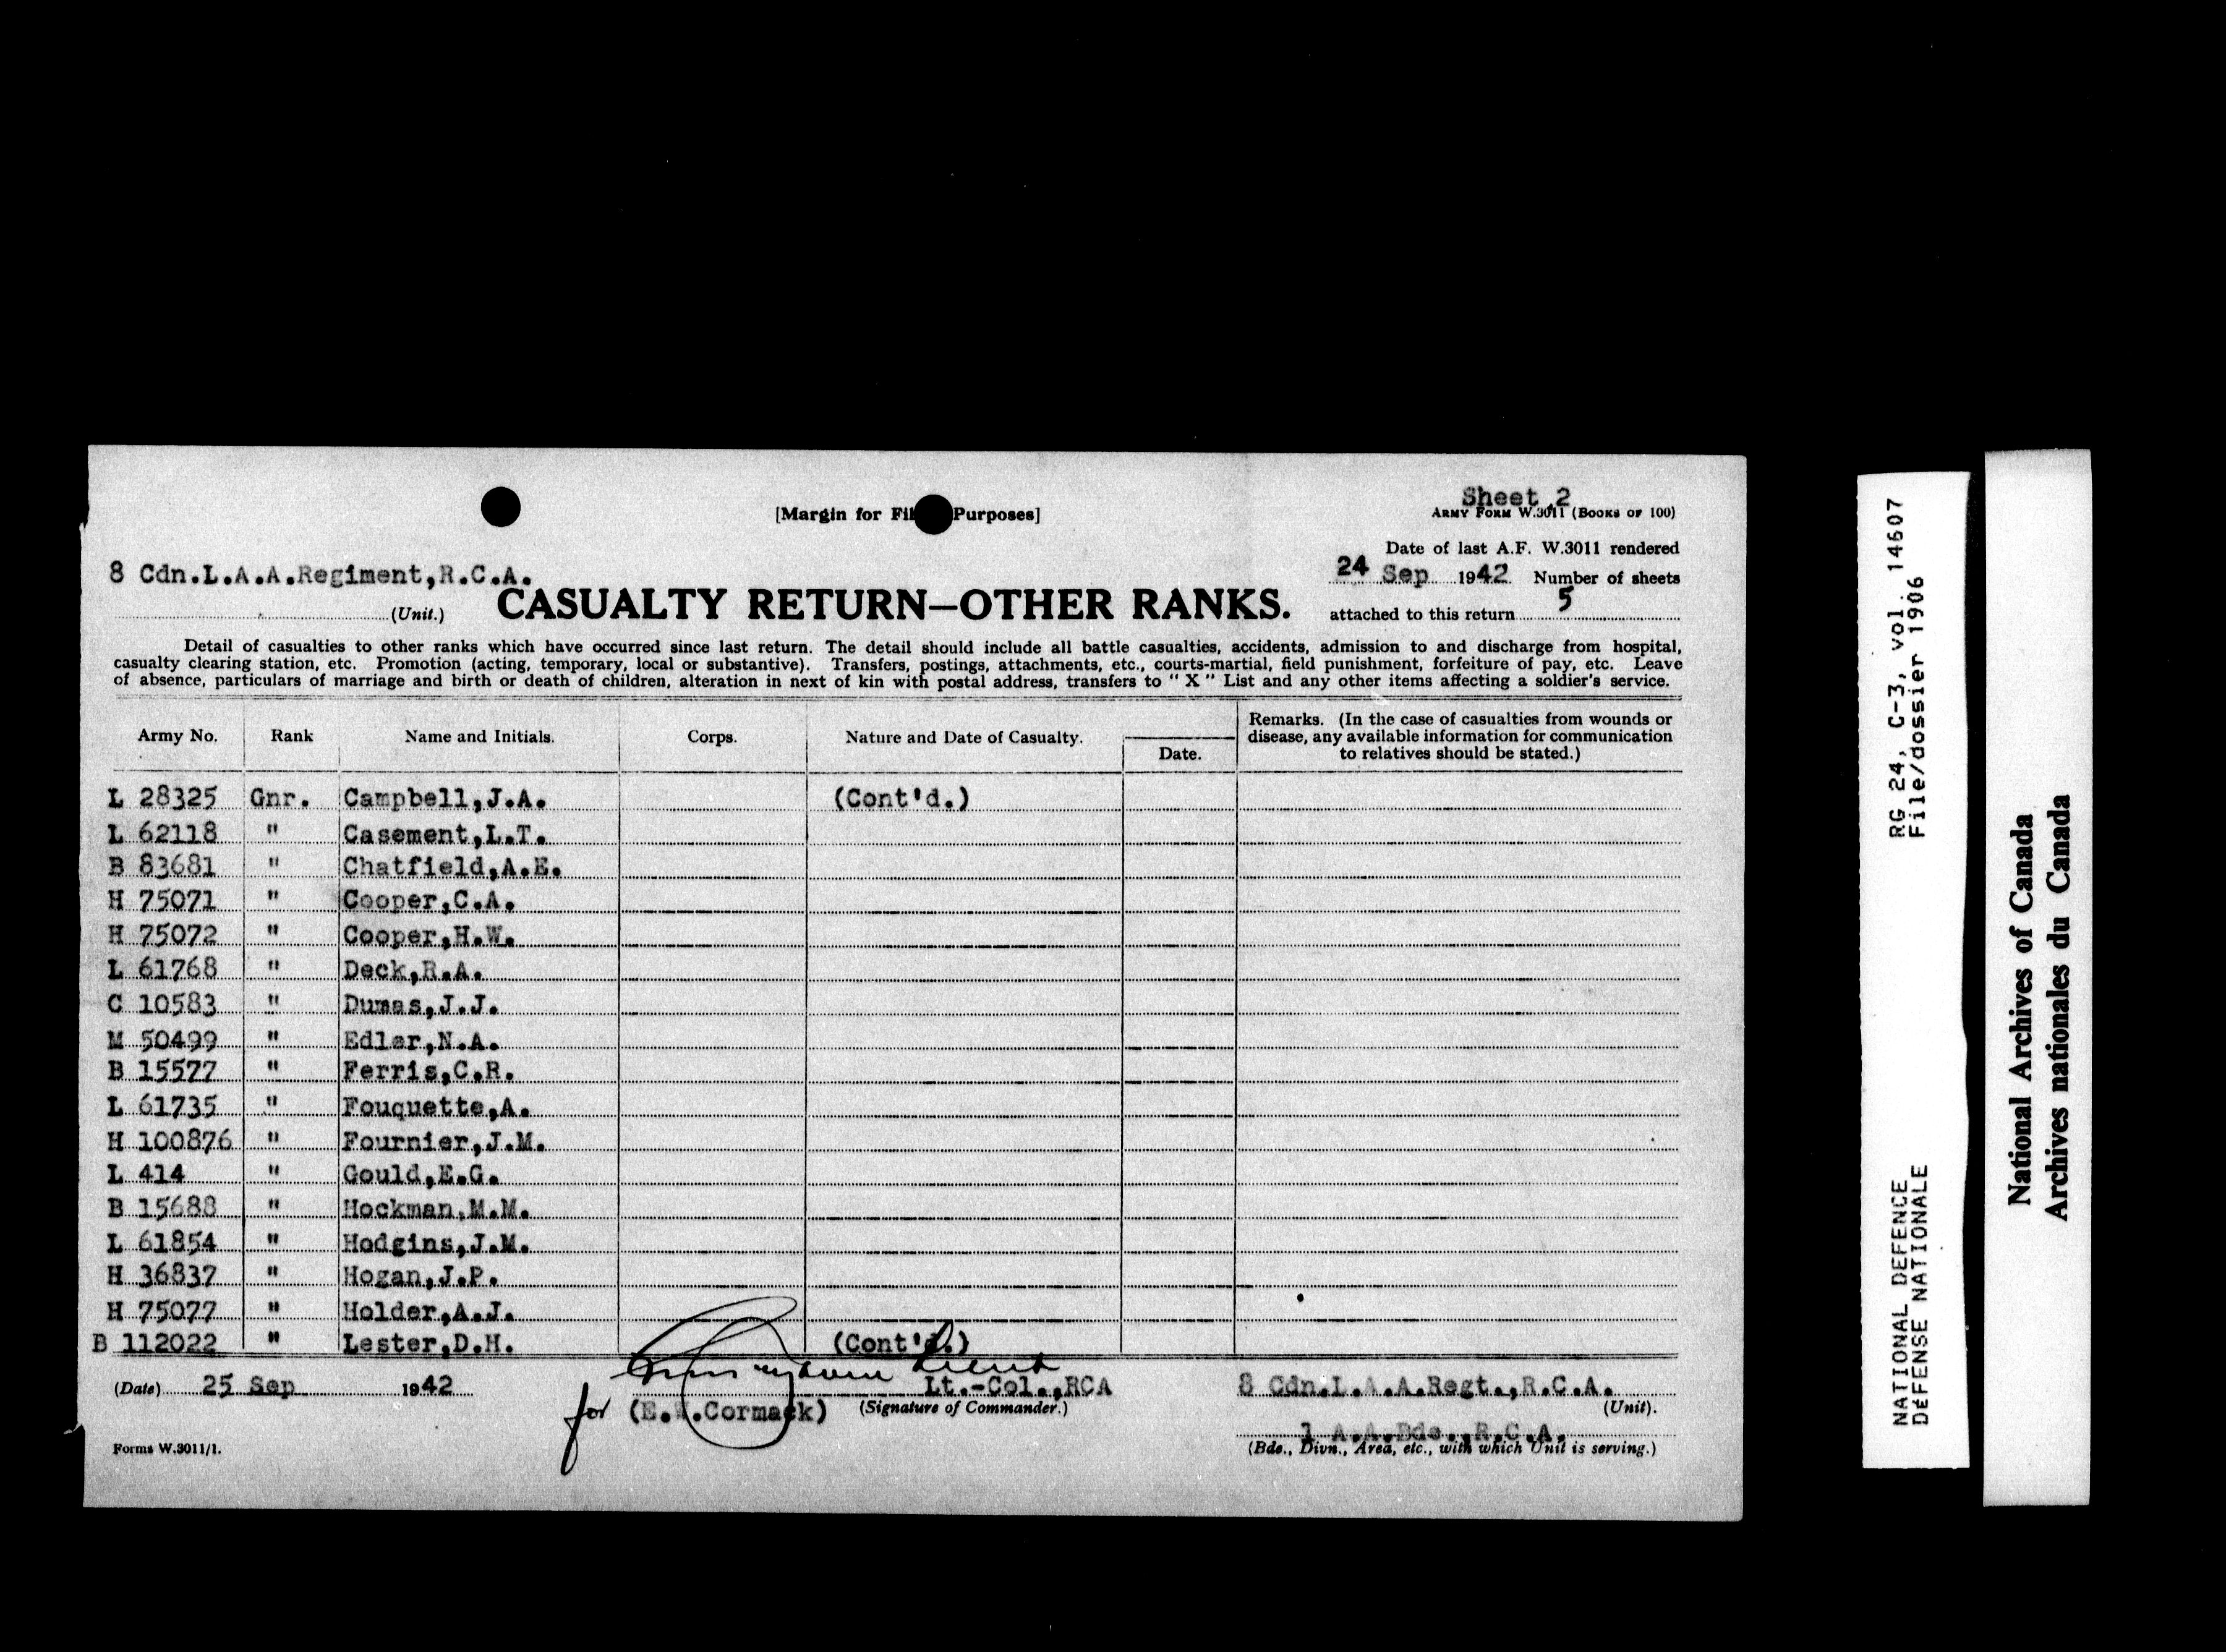 Sheet 2
[Margin for Fil Purposes]
ARMY FORM W.3011 (BOOKS OF 100)
Date of last A.F. W.3011 rendered
8 Cdn.L.A.A.Regiment,R.C.A.
24 Sep 1942 Number of sheets
(Unit.)
CASUALTY RETURN—OTHER RANKS.
attached to this return 5
Detail of casualties to other ranks which have occurred since last return. The detail should include all battle casualties, accidents, admission to and discharge from hospital,
casualty clearing station, etc. Promotion (acting, temporary, local or substantive). Transfers, postings, attachments, etc., courts-martial, field punishment, forfeiture of pay, etc. Leave
of absence, particulars of marriage and birth or death of children, alteration in next of kin with postal address, transfers to " X " List and any other items affecting a soldier's service.
Army No. Rank Name and Initials. Corps. Nature and Date of Casualty. Date. Remarks. (In the case of casualties from wounds or
disease, any available information for communication
to relatives should be stated.)
L 28325 Gnr. Campbell,J.A. (Cont'd.)
L 62118 " Casement,L.T.
B 83681 " Chatfield,A.E.
H 75071 " Cooper,C.A.
H 75072 " Cooper,H.W.
L 61768 " Deck,R.A.
C 10583 " Dumas,J.J.
M 50499 " Edler,N.A.
B 15577 " Ferris,C.R.
L 61735 " Fouquette,A.
H 100876 " Fournier,J.M.
L 414 " Gould,E.G.
B 15688 " Hockman,M.M.
L 61854 " Hodgins,J.M.
H 36837 " Hogan,J.P.
H 75077 " Holder,A.J.
B 112022 " Lester,D.H. (Cont'd.)
(Date) 25 Sep 1942
Lt.-Col.,RCA
for (E.W.Cormack) (Signature of Commander.)
8 Cdn.L.A.A.Regt.,R.C.A.
(Unit).
1 A.A.Bde.,R.C.A.
(Bde., Divn., Area, etc., with which Unit is serving.)
Forms W.3011/1.
NATIONAL DEFENCE RG 24, C-3, vol. 14607
DÉFENSE NATIONALE File/dossier 1906
National Archives of Canada
Archives nationales du Canada